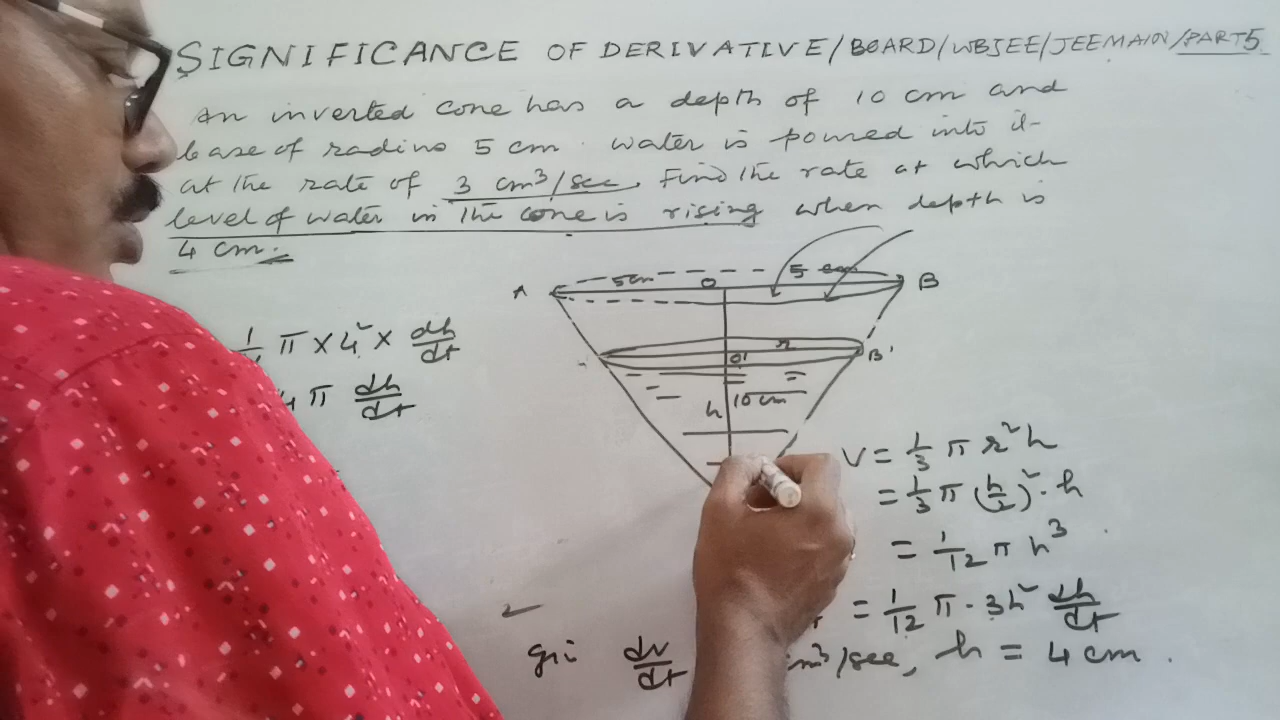 SIGNIFICANCE OF DERIVATIVE/BOARD/WBJEE/JEEMAIN/PART5
An inverted cone has a depth of 10 cm and
base of radius 5 cm. water is poured into it
at the rate of 3 cm³/sec. Find the rate at which
level of water in the cone is rising when depth is
4 cm.
5cm O 5 cm
A B
r
O' B'
h 10 cm
π × 4² × dh/dt
4 π dh/dt
V = 1/3 π r² h
= 1/3 π (h/2)² · h
= 1/12 π h³
= 1/12 π · 3h² dh/dt
dv/dt m³/sec, h = 4 cm.